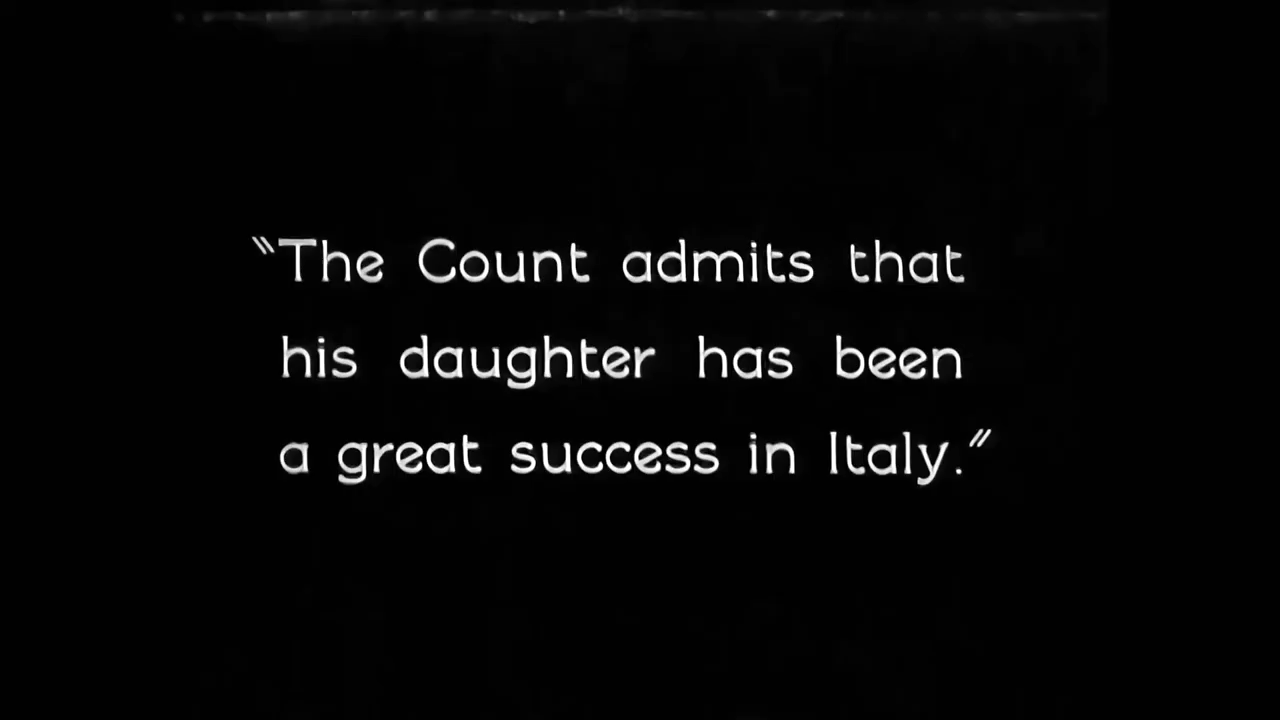 “The Count admits that
his daughter has been
a great success in Italy.”